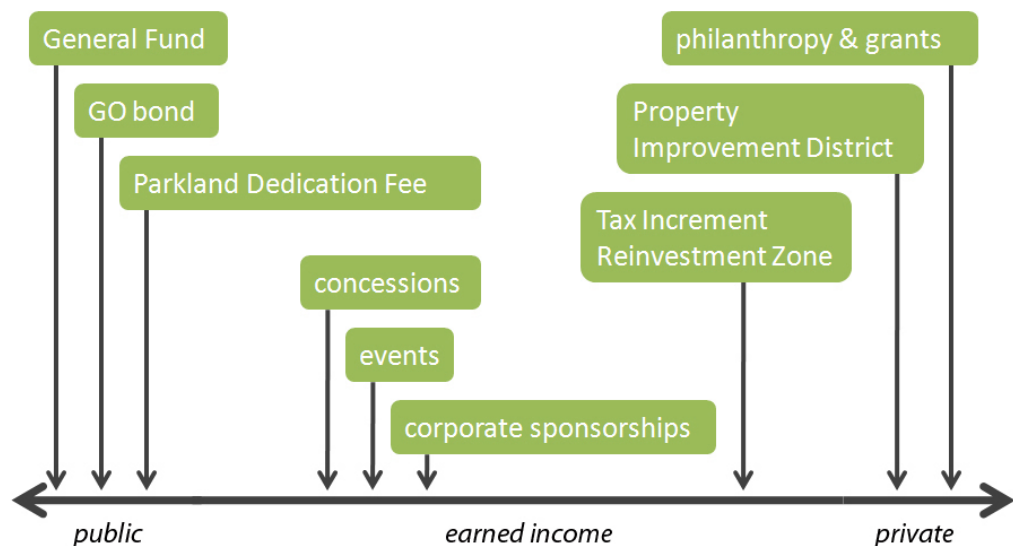 General Fund
philanthropy & grants
GO bond
Property
Improvement District
Parkland Dedication Fee
Tax Increment
Reinvestment Zone
concessions
events
corporate sponsorships
public
earned income
private